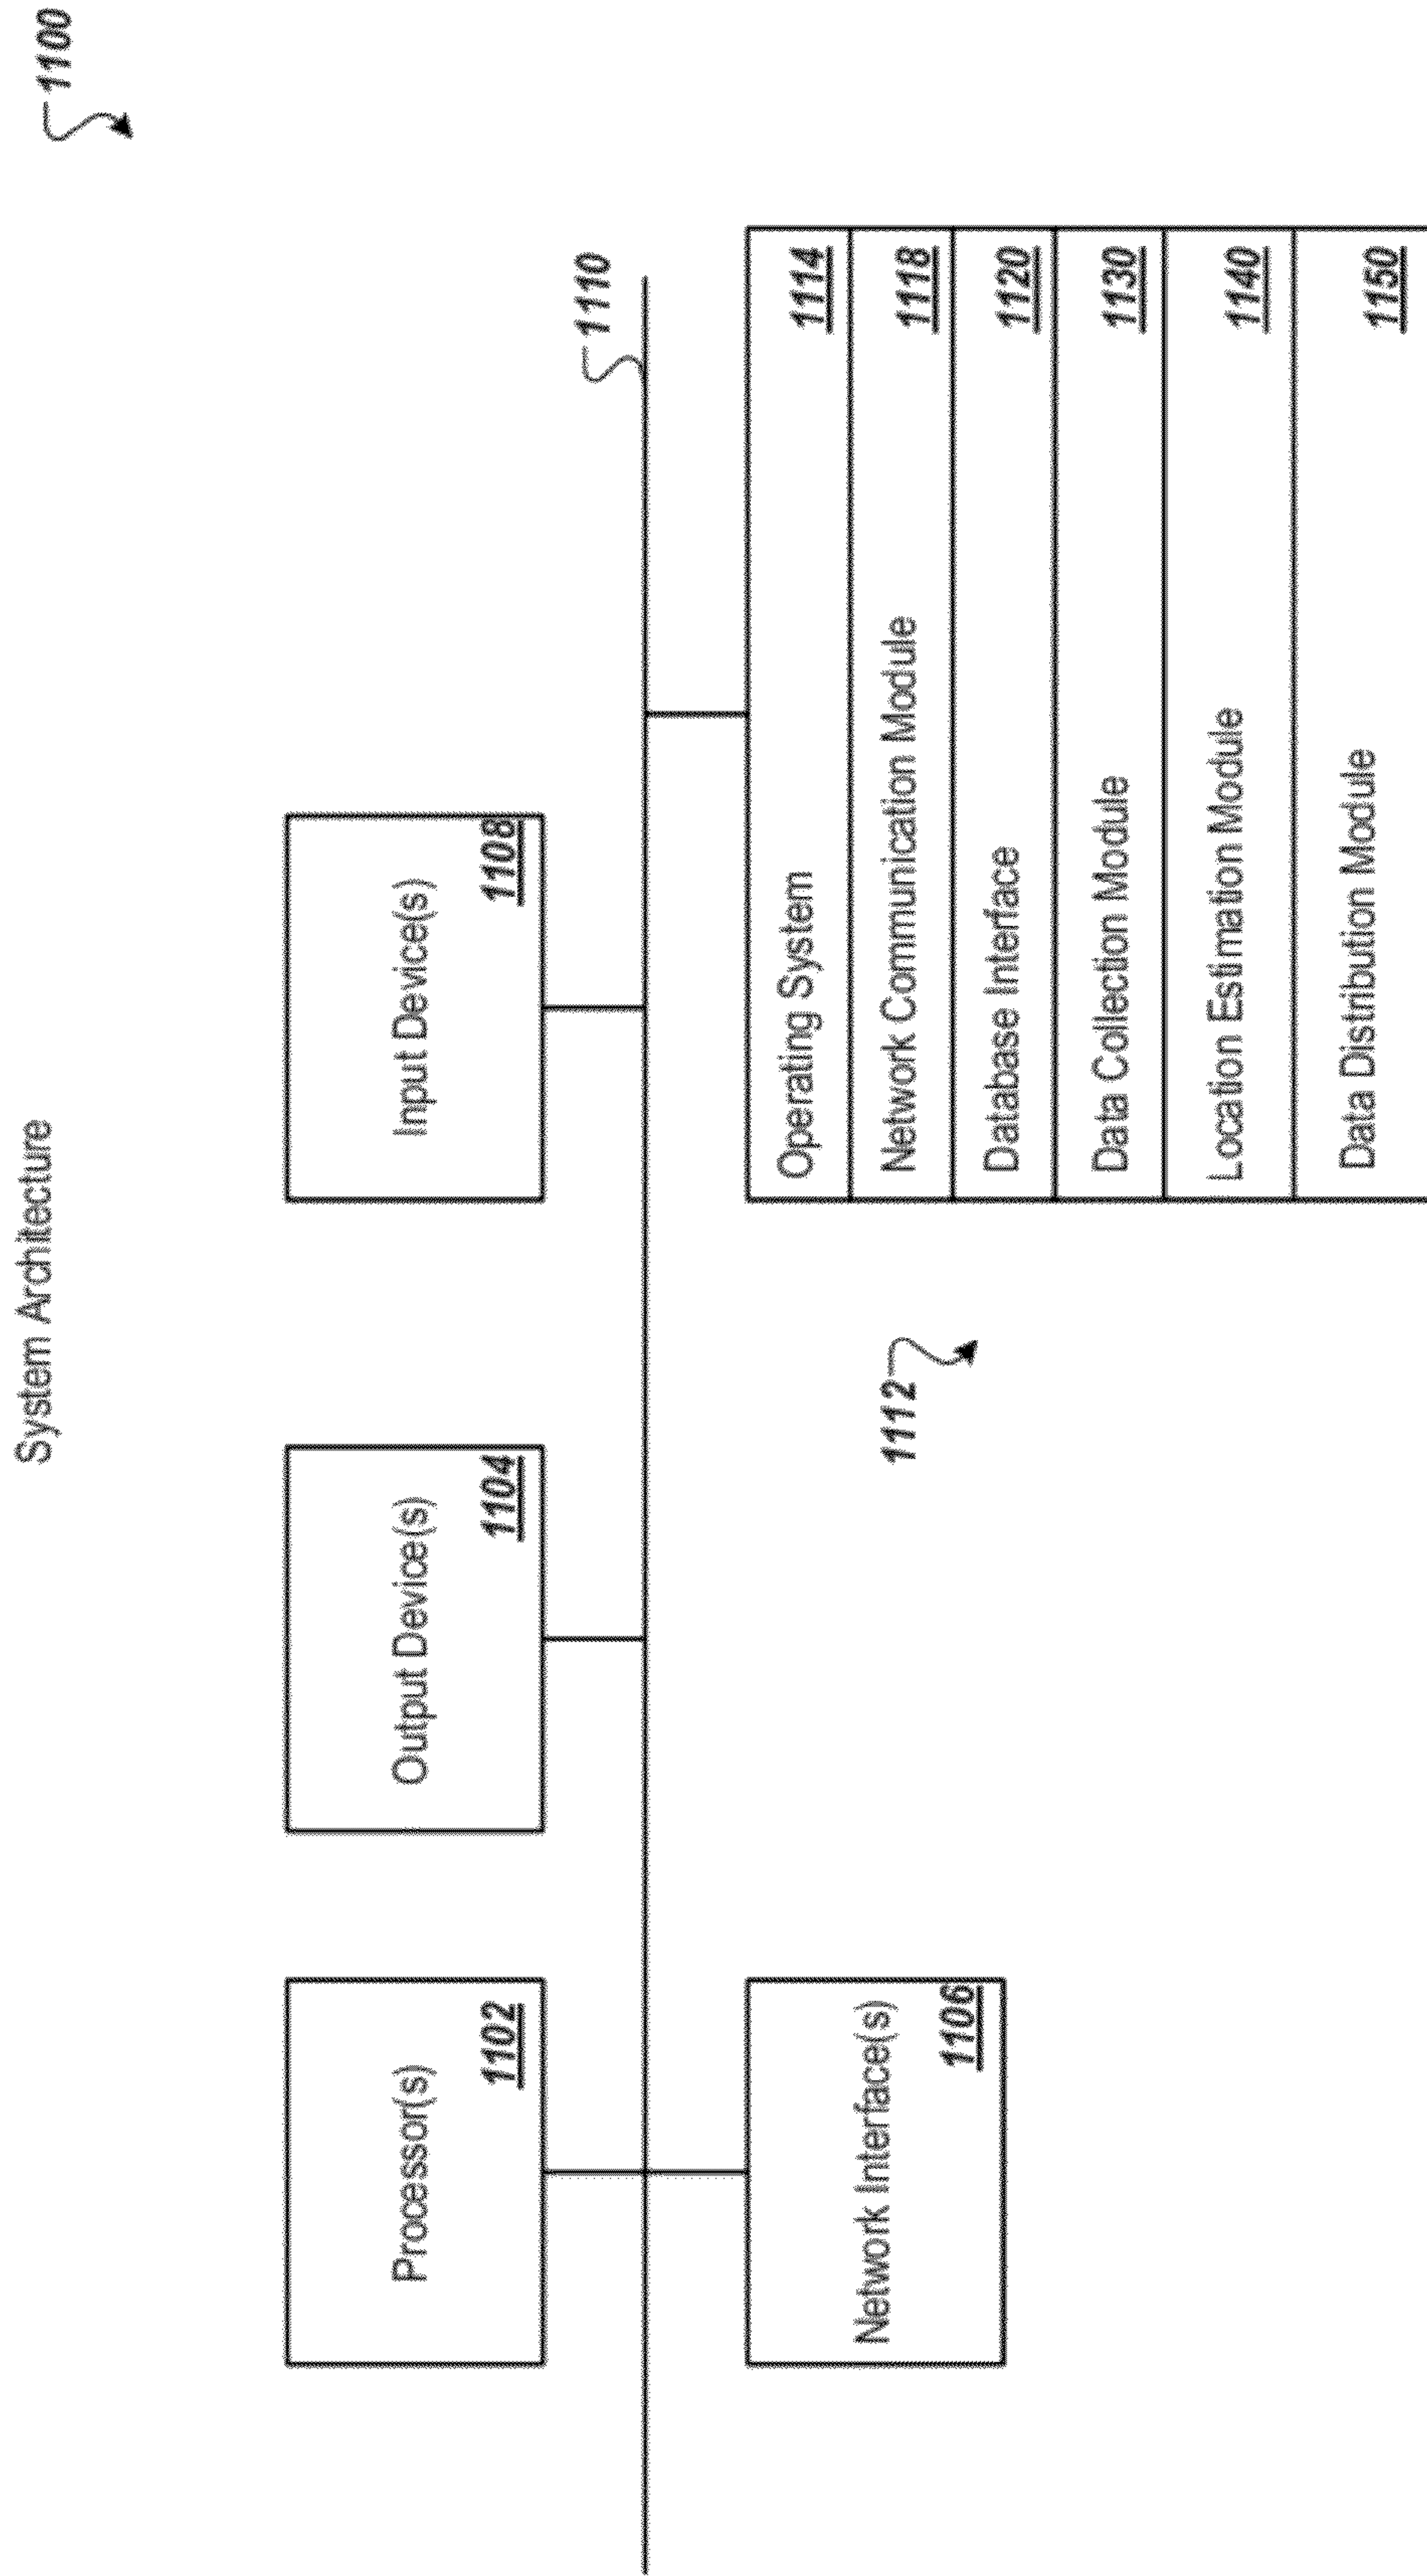 System Architecture
1100
Processor(s)
1102
Output Device(s)
1104
Input Device(s)
1108
1110
Network Interface(s)
1106
1112
Operating System 1114
Network Communication Module 1118
Database Interface 1120
Data Collection Module 1130
Location Estimation Module 1140
Data Distribution Module 1150